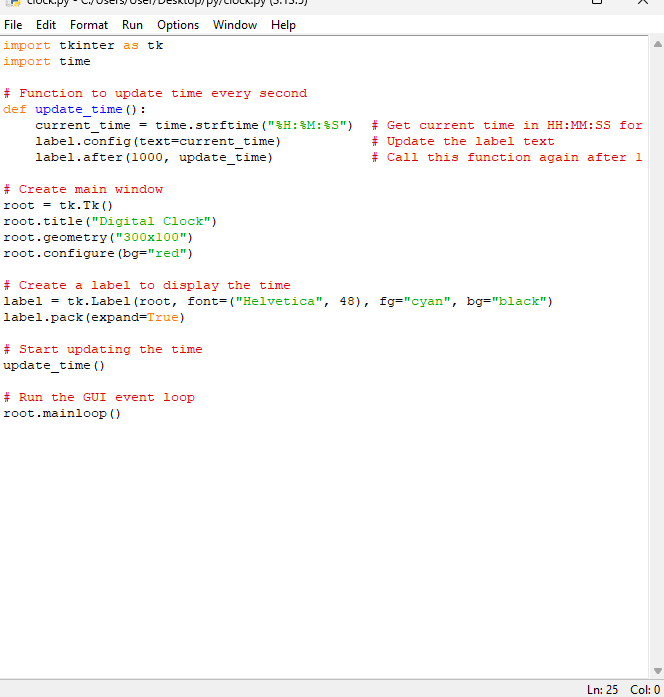 clock.py - C:/Users/User/Desktop/py/clock.py (3.13.5)
File Edit Format Run Options Window Help
import tkinter as tk
import time
# Function to update time every second
def update_time():
    current_time = time.strftime("%H:%M:%S")  # Get current time in HH:MM:SS for
    label.config(text=current_time)               # Update the label text
    label.after(1000, update_time)                # Call this function again after 1
# Create main window
root = tk.Tk()
root.title("Digital Clock")
root.geometry("300x100")
root.configure(bg="red")
# Create a label to display the time
label = tk.Label(root, font=("Helvetica", 48), fg="cyan", bg="black")
label.pack(expand=True)
# Start updating the time
update_time()
# Run the GUI event loop
root.mainloop()
Ln: 25 Col: 0